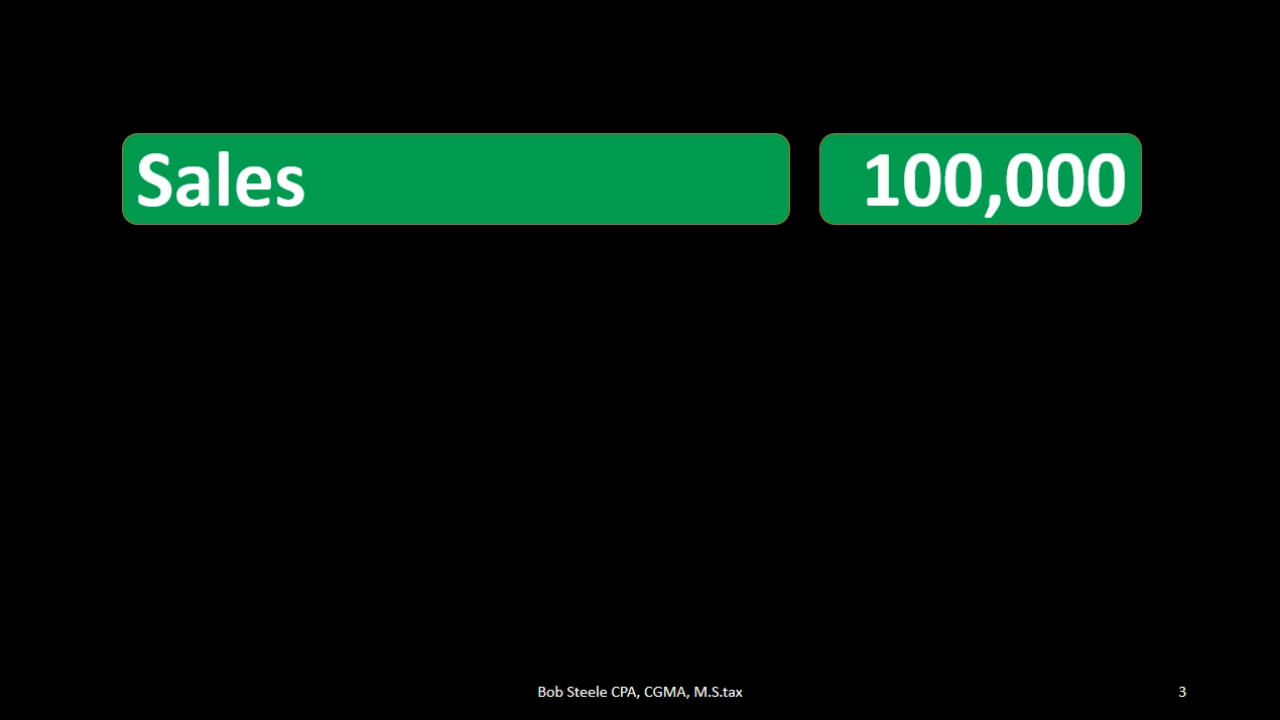 Sales 100,000
Bob Steele CPA, CGMA, M.S.tax 3